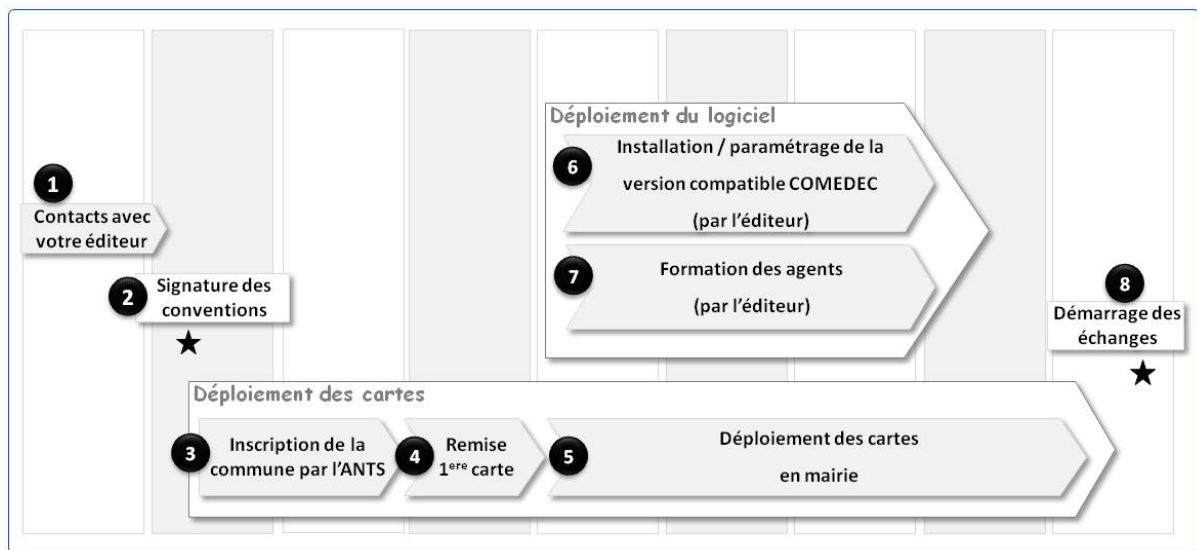 1
Contacts avec
votre éditeur
2
Signature des
conventions
Déploiement des cartes
3
Inscription de la
commune par l'ANTS
4
Remise
1ere carte
5
Déploiement des cartes
en mairie
Déploiement du logiciel
6
Installation / paramétrage de la
version compatible COMEDEC
(par l'éditeur)
7
Formation des agents
(par l'éditeur)
8
Démarrage des
échanges